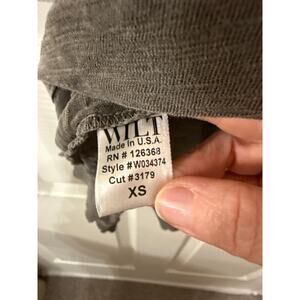 WILT
Made in U.S.A.
RN # 126368
Style #W034374
Cut #3179
XS